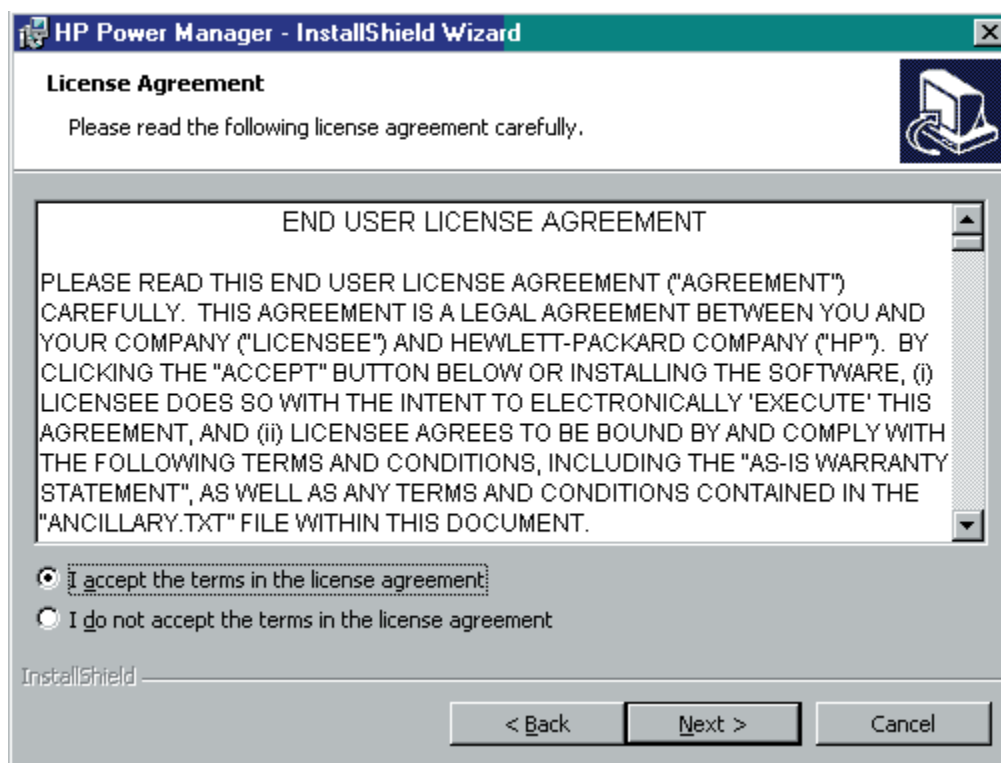 HP Power Manager - InstallShield Wizard
License Agreement
Please read the following license agreement carefully.
END USER LICENSE AGREEMENT
PLEASE READ THIS END USER LICENSE AGREEMENT ("AGREEMENT")
CAREFULLY.  THIS AGREEMENT IS A LEGAL AGREEMENT BETWEEN YOU AND
YOUR COMPANY ("LICENSEE") AND HEWLETT-PACKARD COMPANY ("HP").  BY
CLICKING THE "ACCEPT" BUTTON BELOW OR INSTALLING THE SOFTWARE, (i)
LICENSEE DOES SO WITH THE INTENT TO ELECTRONICALLY 'EXECUTE' THIS
AGREEMENT, AND (ii) LICENSEE AGREES TO BE BOUND BY AND COMPLY WITH
THE FOLLOWING TERMS AND CONDITIONS, INCLUDING THE "AS-IS WARRANTY
STATEMENT", AS WELL AS ANY TERMS AND CONDITIONS CONTAINED IN THE
"ANCILLARY.TXT" FILE WITHIN THIS DOCUMENT.
I accept the terms in the license agreement
I do not accept the terms in the license agreement
InstallShield
< Back
Next >
Cancel